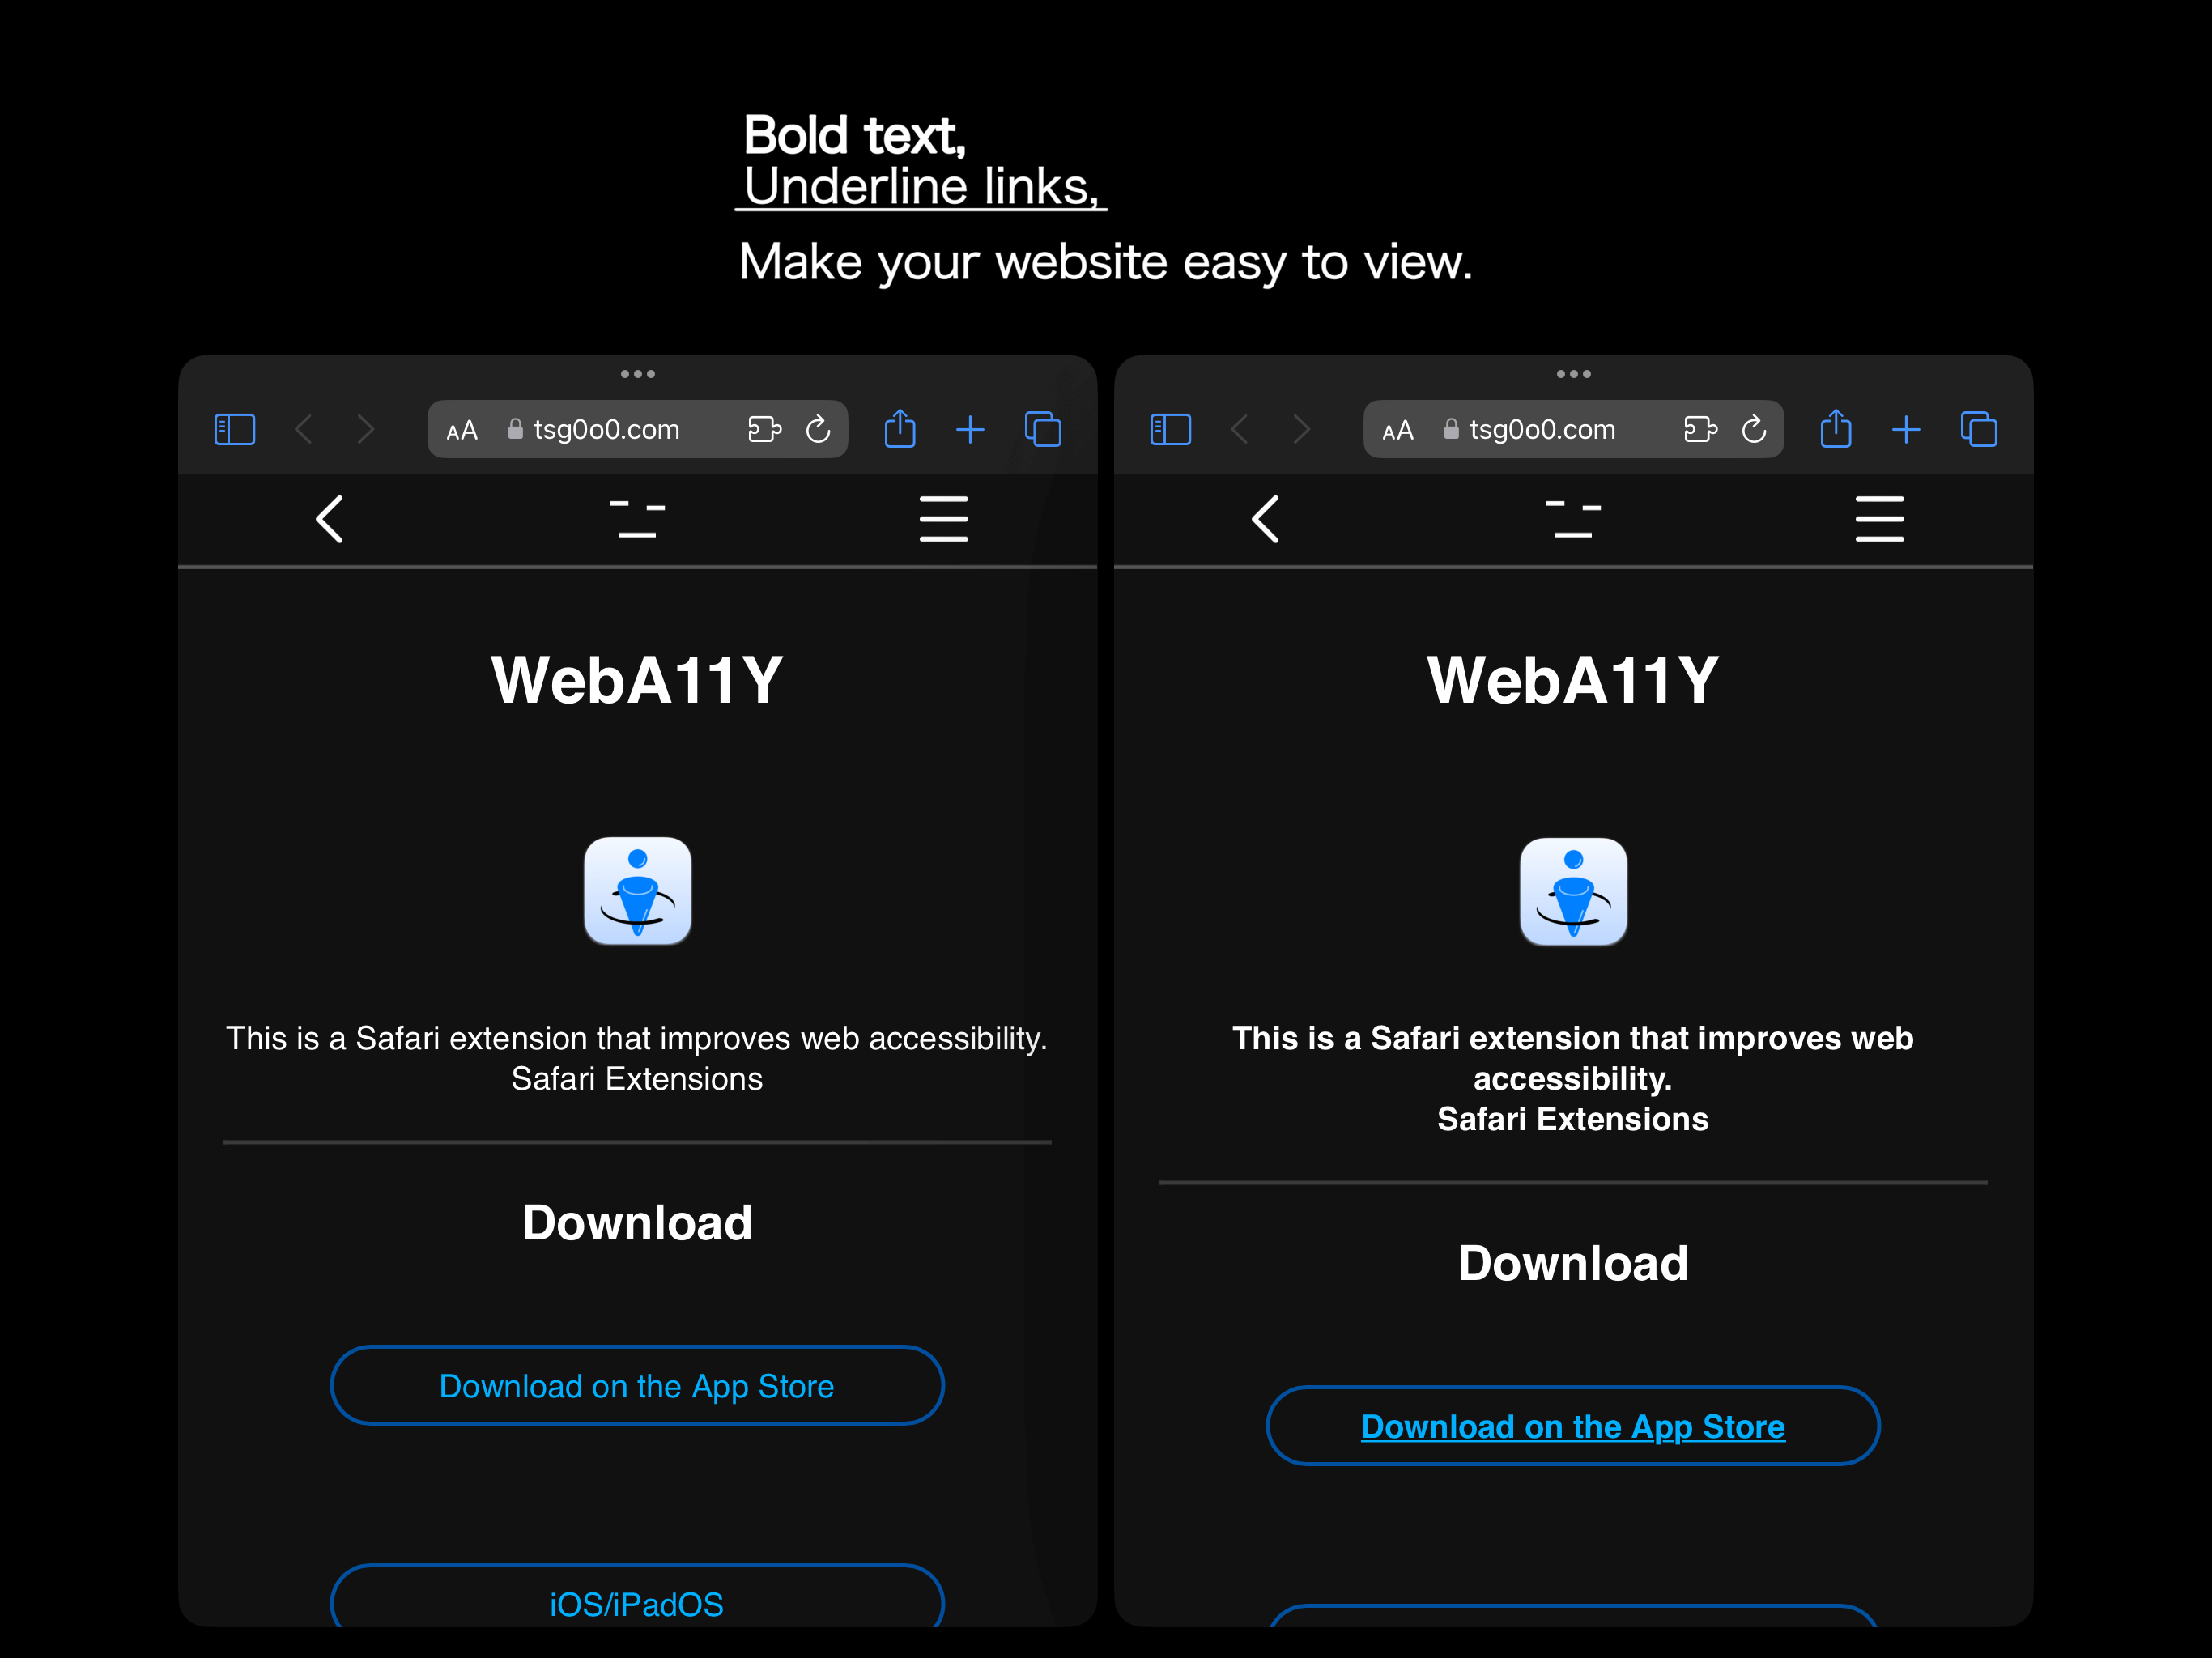 Bold text,
Underline links,
Make your website easy to view.
AA tsg0o0.com
WebA11Y
This is a Safari extension that improves web accessibility.
Safari Extensions
Download
Download on the App Store
iOS/iPadOS
AA tsg0o0.com
WebA11Y
This is a Safari extension that improves web
accessibility.
Safari Extensions
Download
Download on the App Store